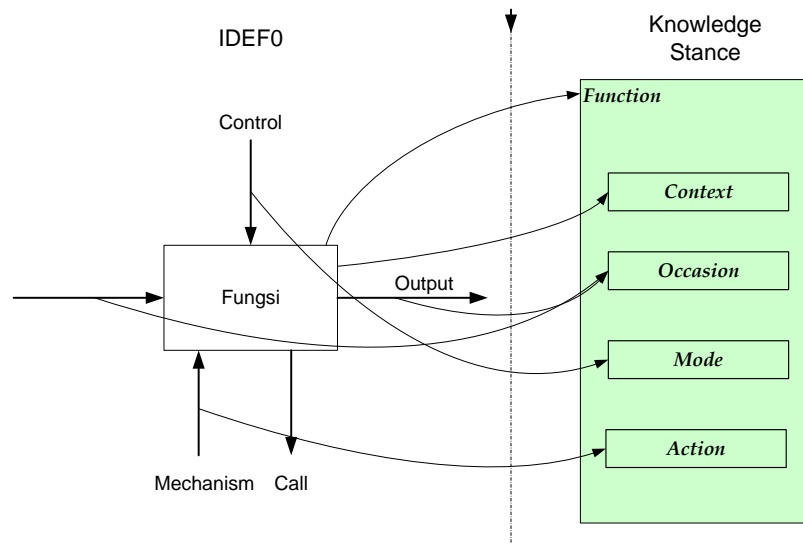 IDEF0
Knowledge
Stance
Function
Control
Context
Occasion
Output
Fungsi
Mode
Action
Mechanism
Call